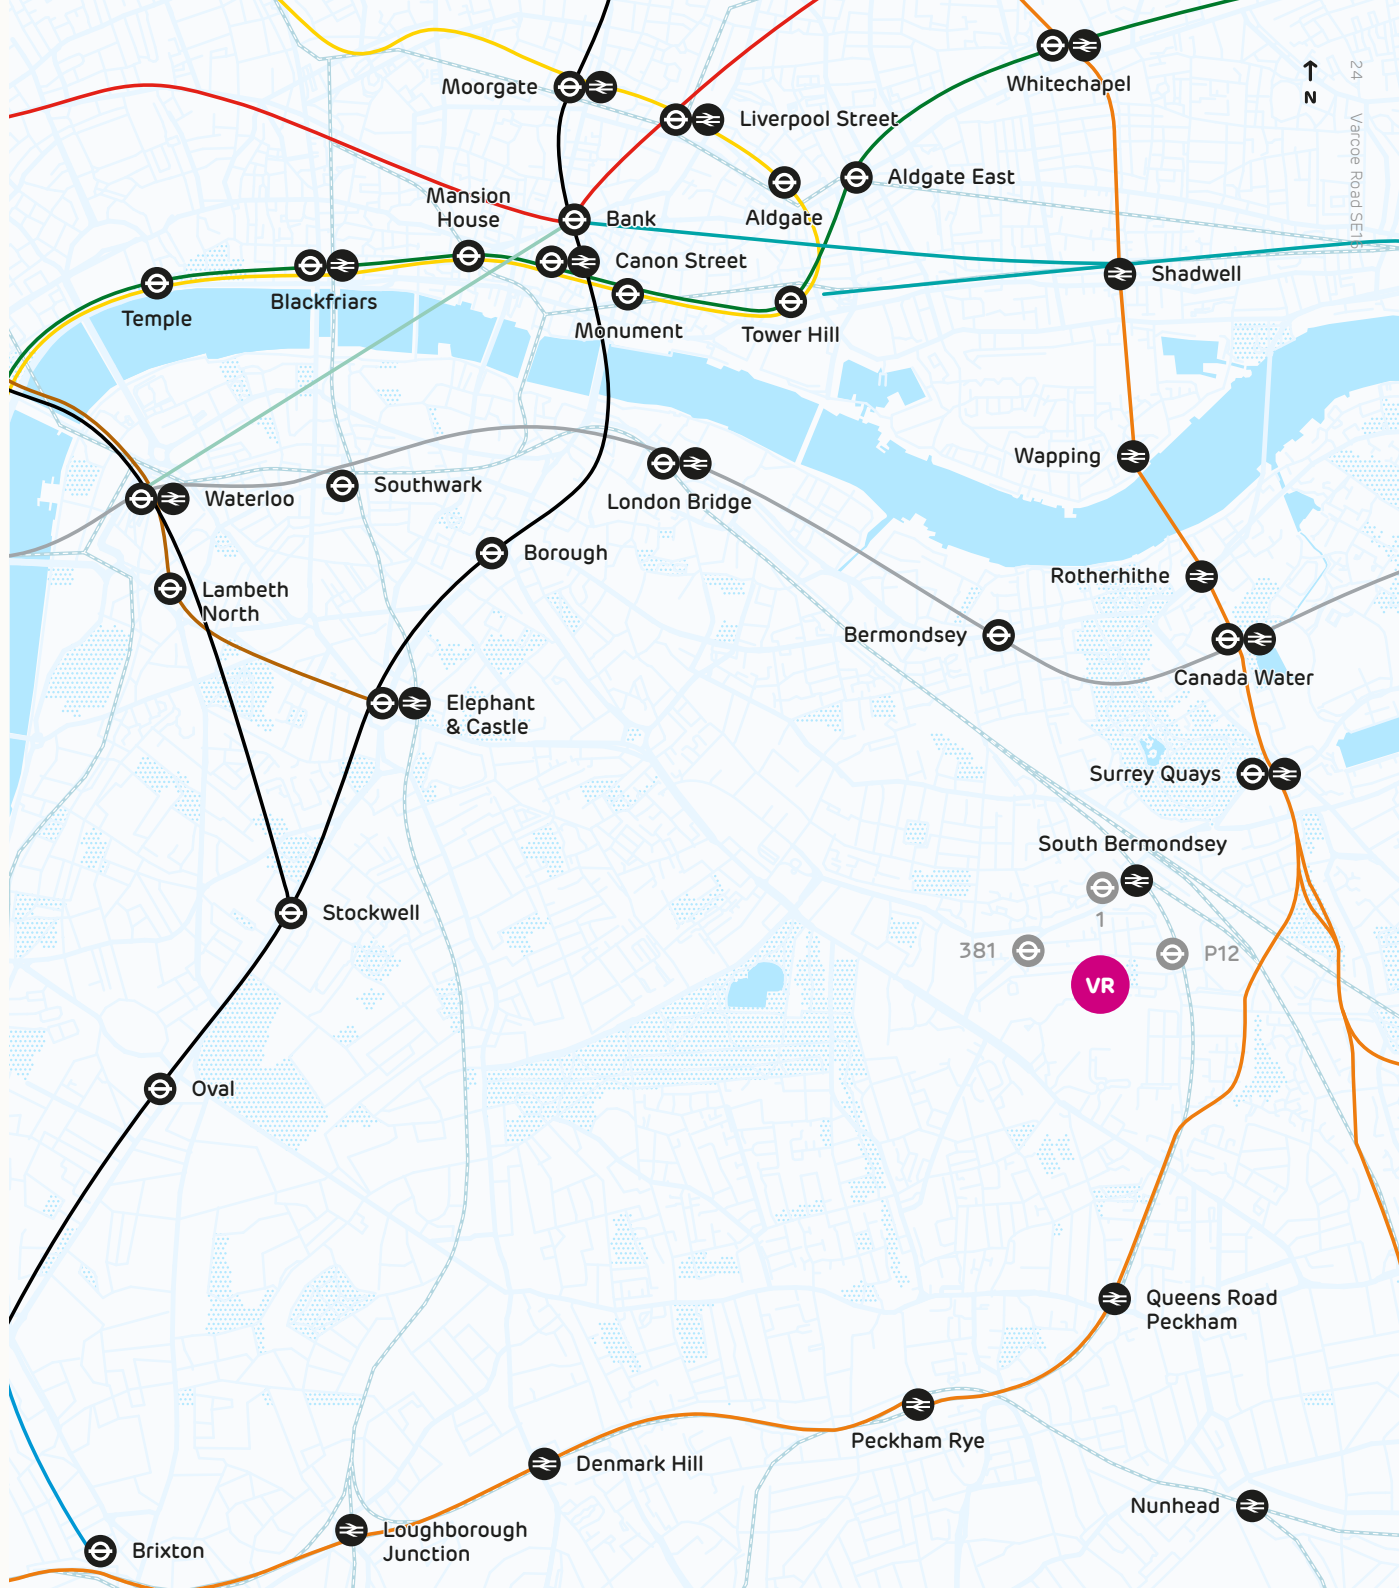 Whitechapel
N
24 Varcoe Road SE15
Moorgate
Liverpool Street
Aldgate East
Mansion
House
Aldgate
Bank
Canon Street
Shadwell
Blackfriars
Temple
Monument
Tower Hill
Wapping
Waterloo
Southwark
London Bridge
Borough
Rotherhithe
Lambeth
North
Bermondsey
Canada Water
Elephant
& Castle
Surrey Quays
South Bermondsey
1
Stockwell
381
P12
VR
Oval
Queens Road
Peckham
Peckham Rye
Denmark Hill
Nunhead
Loughborough
Junction
Brixton